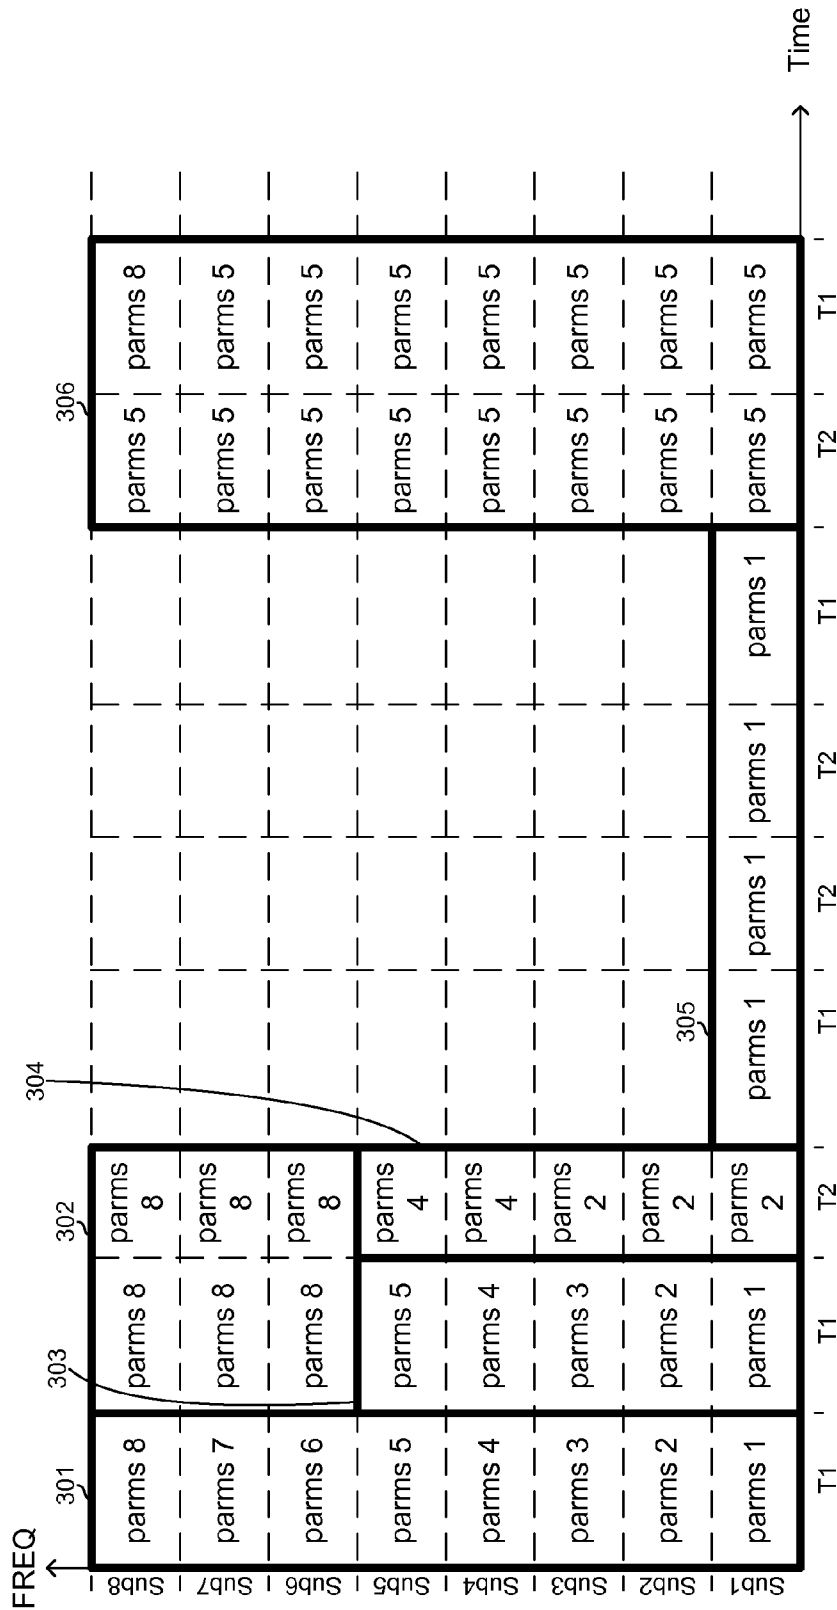 FREQ
304
301 303 302 306
Sub8 parms 8 parms 8 parms 8 parms 5 parms 8
Sub7 parms 7 parms 8 parms 8 parms 5 parms 5
Sub6 parms 6 parms 8 parms 8 parms 5 parms 5
Sub5 parms 5 parms 5 parms 4 parms 5 parms 5
Sub4 parms 4 parms 4 parms 4 parms 5 parms 5
Sub3 parms 3 parms 3 parms 2 parms 5 parms 5
Sub2 parms 2 parms 2 parms 2 305 parms 5 parms 5
Sub1 parms 1 parms 1 parms 2 parms 1 parms 1 parms 1 parms 1 parms 5 parms 5
Time
T1 T1 T2 T1 T2 T2 T1 T2 T1